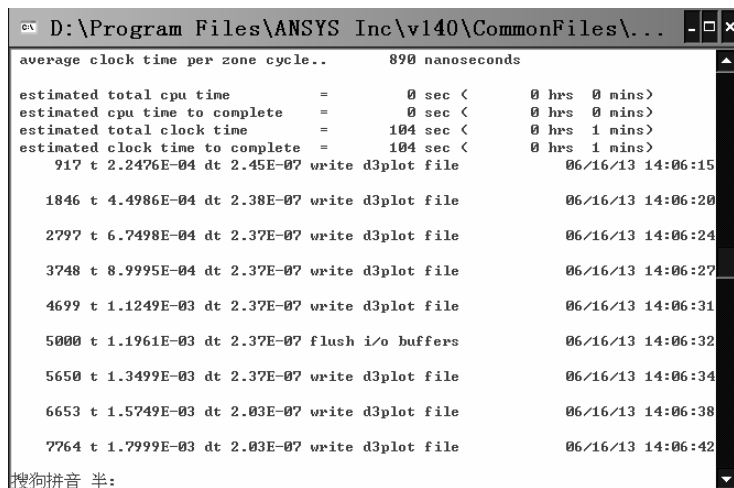 D:\Program Files\ANSYS Inc\v140\CommonFiles\...
average clock time per zone cycle.. 890 nanoseconds
estimated total cpu time = 0 sec ( 0 hrs 0 mins)
estimated cpu time to complete = 0 sec ( 0 hrs 0 mins)
estimated total clock time = 104 sec ( 0 hrs 1 mins)
estimated clock time to complete = 104 sec ( 0 hrs 1 mins)
917 t 2.2476E-04 dt 2.45E-07 write d3plot file 06/16/13 14:06:15
1846 t 4.4986E-04 dt 2.38E-07 write d3plot file 06/16/13 14:06:20
2797 t 6.7498E-04 dt 2.37E-07 write d3plot file 06/16/13 14:06:24
3748 t 8.9995E-04 dt 2.37E-07 write d3plot file 06/16/13 14:06:27
4699 t 1.1249E-03 dt 2.37E-07 write d3plot file 06/16/13 14:06:31
5000 t 1.1961E-03 dt 2.37E-07 flush i/o buffers 06/16/13 14:06:32
5650 t 1.3499E-03 dt 2.37E-07 write d3plot file 06/16/13 14:06:34
6653 t 1.5749E-03 dt 2.03E-07 write d3plot file 06/16/13 14:06:38
7764 t 1.7999E-03 dt 2.03E-07 write d3plot file 06/16/13 14:06:42
搜狗拼音 半: